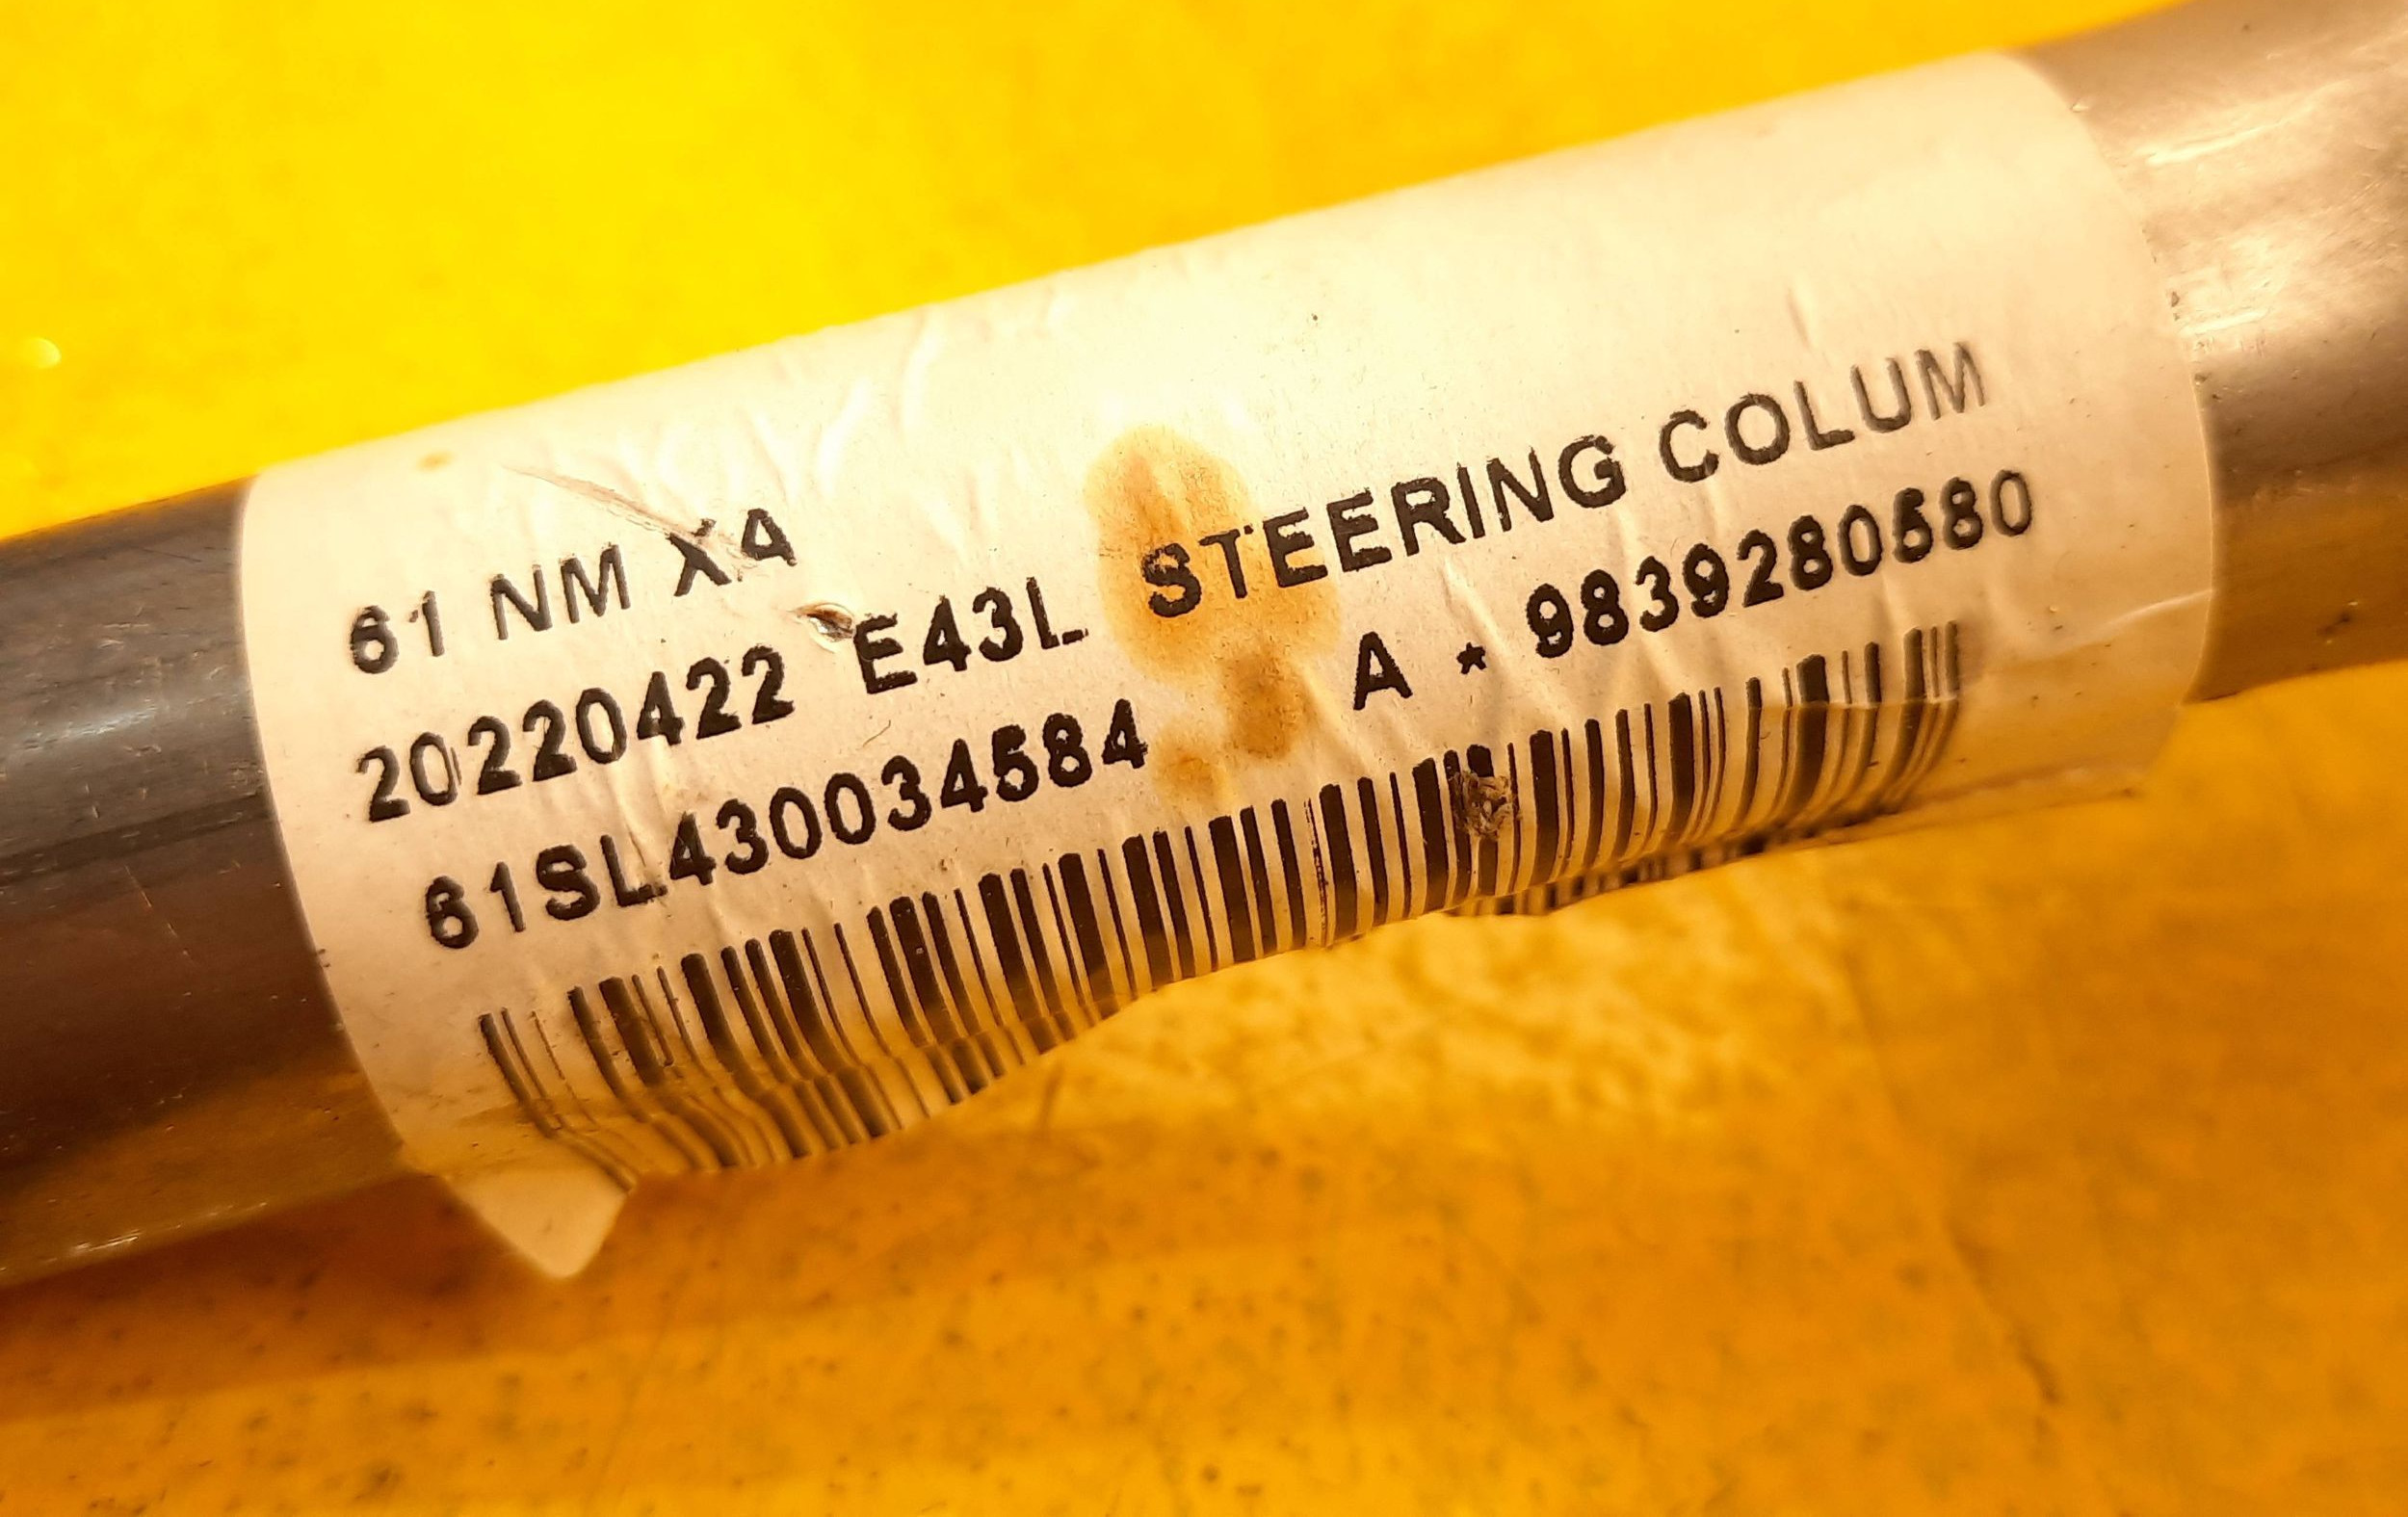 61 NM X4
20220422 E43L STEERING COLUM
61SL430034584 A * 9839280580